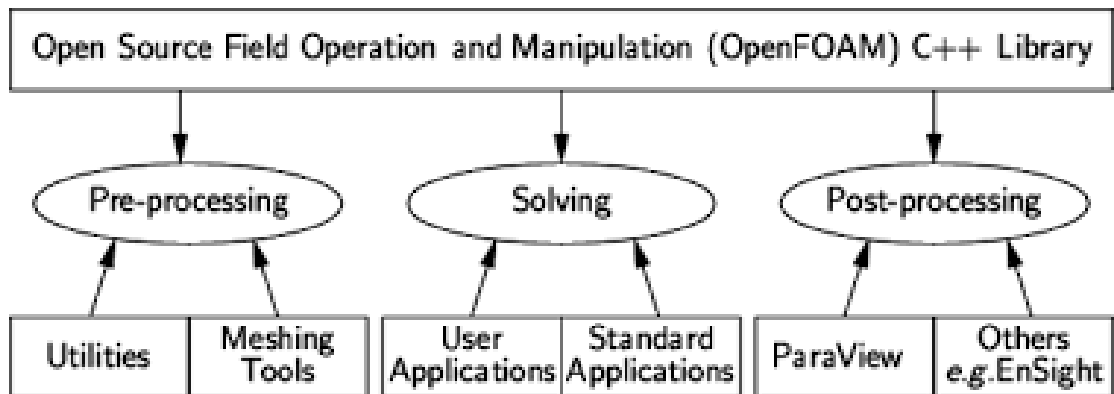 Open Source Field Operation and Manipulation (OpenFOAM) C++ Library
Pre-processing
Solving
Post-processing
Utilities
Meshing
Tools
User
Applications
Standard
Applications
ParaView
Others
e.g.EnSight